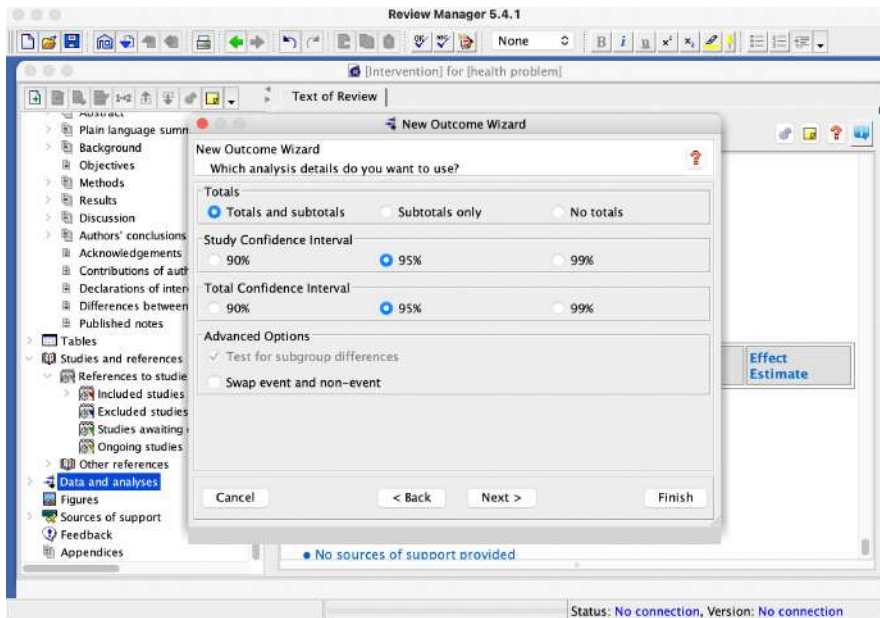 Review Manager 5.4.1
None
B i u x² x₂
[Intervention] for [health problem]
Text of Review
Abstract
Plain language summ
Background
Objectives
Methods
Results
Discussion
Authors' conclusions
Acknowledgements
Contributions of auth
Declarations of inter
Differences between
Published notes
Tables
Studies and references
References to studie
Included studies
Excluded studies
Studies awaiting
Ongoing studies
Other references
Data and analyses
Figures
Sources of support
Feedback
Appendices
New Outcome Wizard
New Outcome Wizard
Which analysis details do you want to use?
Totals
Totals and subtotals Subtotals only No totals
Study Confidence Interval
90% 95% 99%
Total Confidence Interval
90% 95% 99%
Advanced Options
Test for subgroup differences
Swap event and non-event
Cancel < Back Next > Finish
Effect
Estimate
No sources of support provided
Status: No connection, Version: No connection